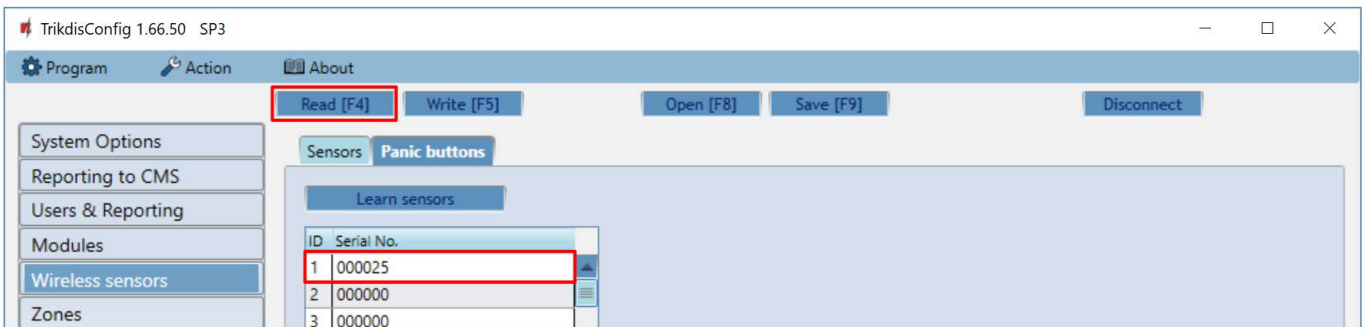 TrikdisConfig 1.66.50 SP3
Program Action About
Read [F4] Write [F5] Open [F8] Save [F9] Disconnect
System Options
Reporting to CMS
Users & Reporting
Modules
Wireless sensors
Zones
Sensors Panic buttons
Learn sensors
ID Serial No.
1 000025
2 000000
3 000000